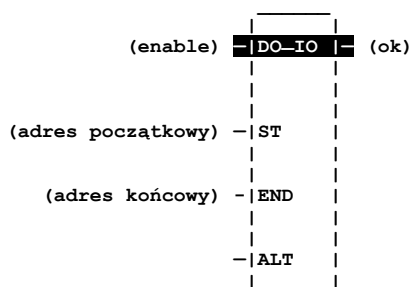 (enable) DO_IO (ok)
(adres początkowy) ST
(adres końcowy) END
ALT